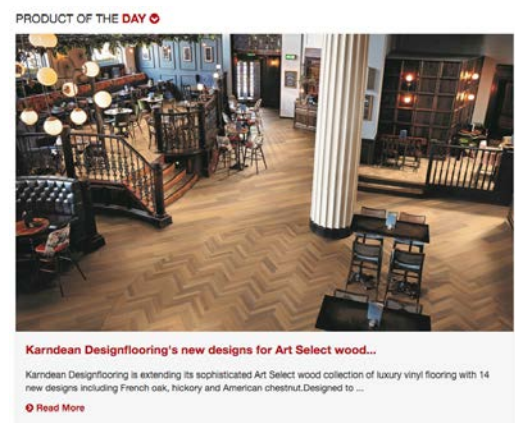 PRODUCT OF THE DAY
Karndean Designflooring's new designs for Art Select wood...
Karndean Designflooring is extending its sophisticated Art Select wood collection of luxury vinyl flooring with 14
new designs including French oak, hickory and American chestnut.Designed to ...
Read More